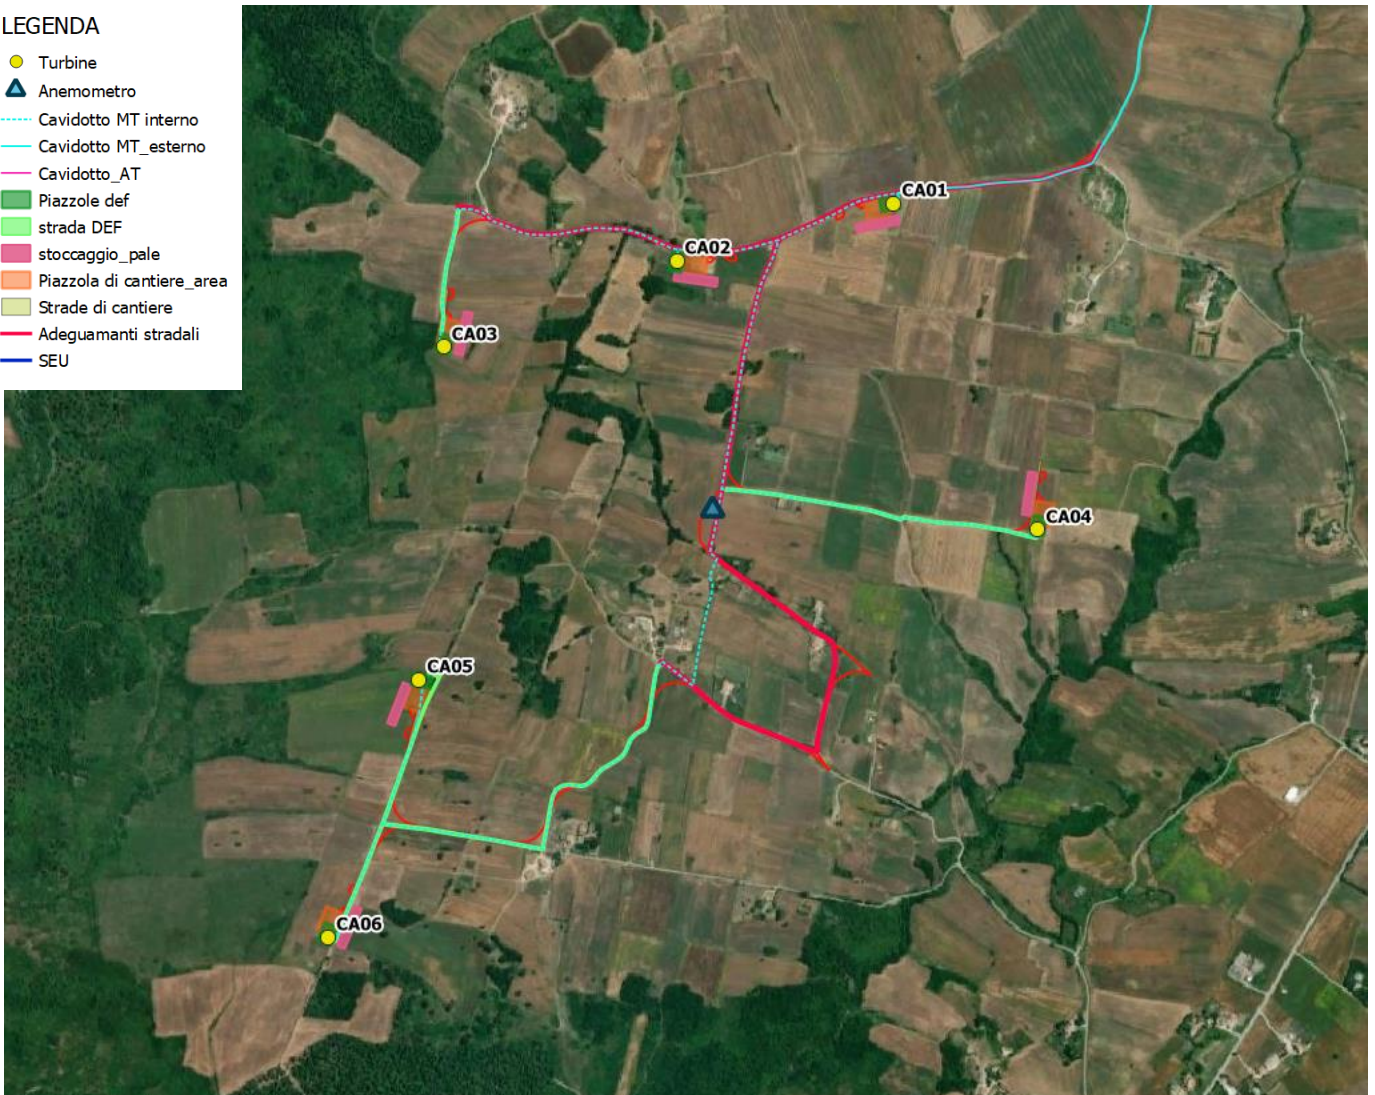 LEGENDA
Turbine
Anemometro
Cavidotto MT interno
Cavidotto MT_esterno
Cavidotto_AT
Piazzole def
strada DEF
stoccaggio_pale
Piazzola di cantiere_area
Strade di cantiere
Adeguamanti stradali
SEU
CA01
CA02
CA03
CA04
CA05
CA06